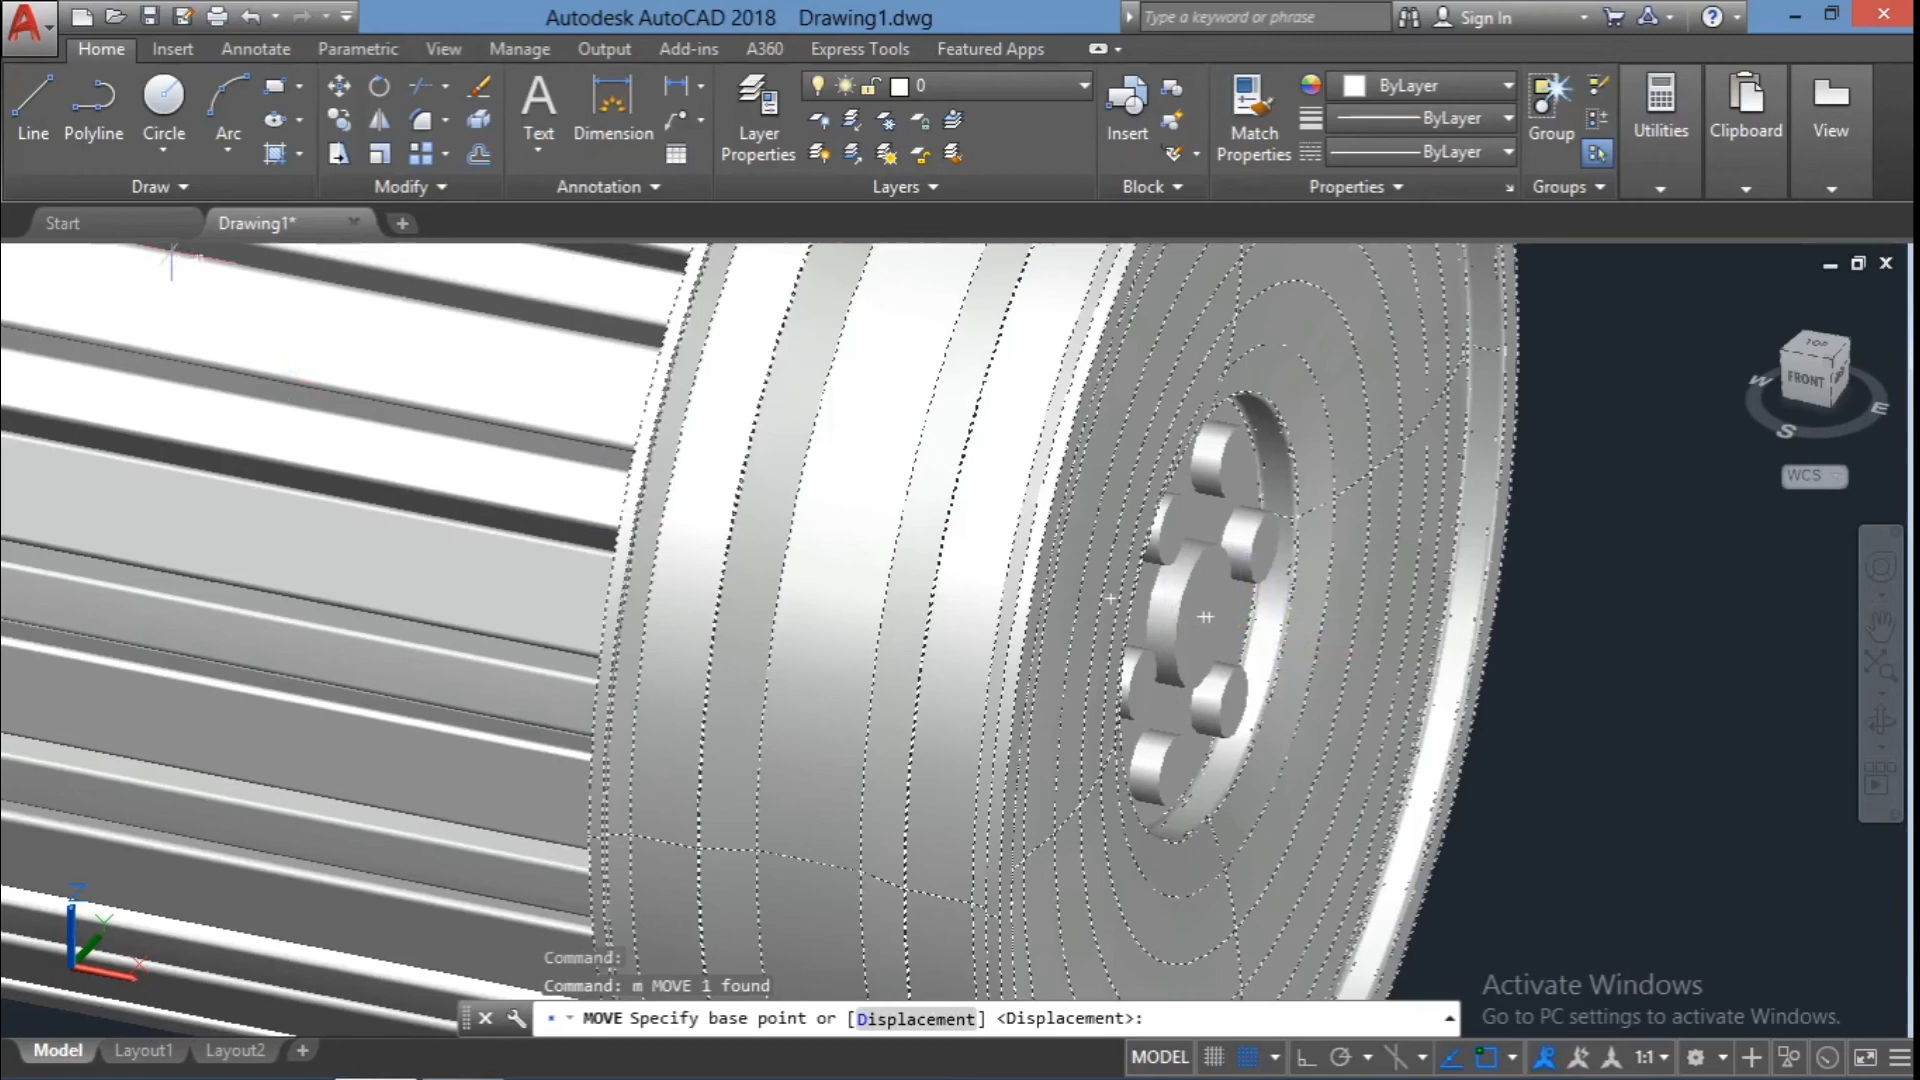 Autodesk AutoCAD 2018 Drawing1.dwg
Type a keyword or phrase
Sign In
Home Insert Annotate Parametric View Manage Output Add-ins A360 Express Tools Featured Apps
0
ByLayer
ByLayer
ByLayer
Line Polyline Circle Arc
Text Dimension
Layer Properties
Insert
Match Properties
Group
Utilities
Clipboard
View
Draw
Modify
Annotation
Layers
Block
Properties
Groups
Start
Drawing1*
TOP
FRONT
W
E
S
WCS
Z
Y
X
Command:
Command: m MOVE 1 found
MOVE Specify base point or [Displacement] <Displacement>:
Activate Windows
Go to PC settings to activate Windows.
Model Layout1 Layout2
MODEL
1:1